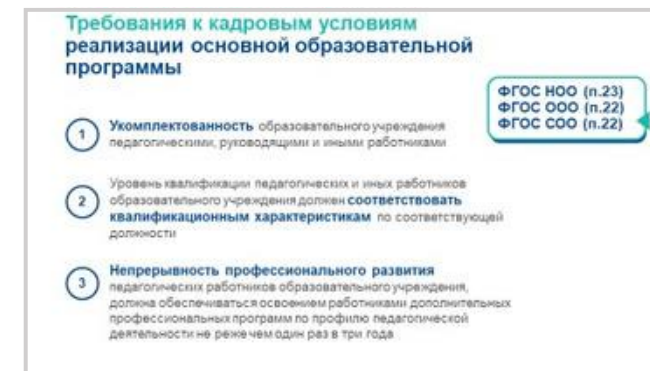 Требования к кадровым условиям
реализации основной образовательной
программы
ФГОС НОО (п.23)
ФГОС ООО (п.22)
ФГОС СОО (п.22)
1
Укомплектованность образовательного учреждения
педагогическими, руководящими и иными работниками
2
Уровень квалификации педагогических и иных работников
образовательного учреждения должен соответствовать
квалификационным характеристикам по соответствующей
должности
3
Непрерывность профессионального развития
педагогических работников образовательного учреждения,
должна обеспечиваться освоением работниками дополнительных
профессиональных программ по профилю педагогической
деятельности не реже чем один раз в три года